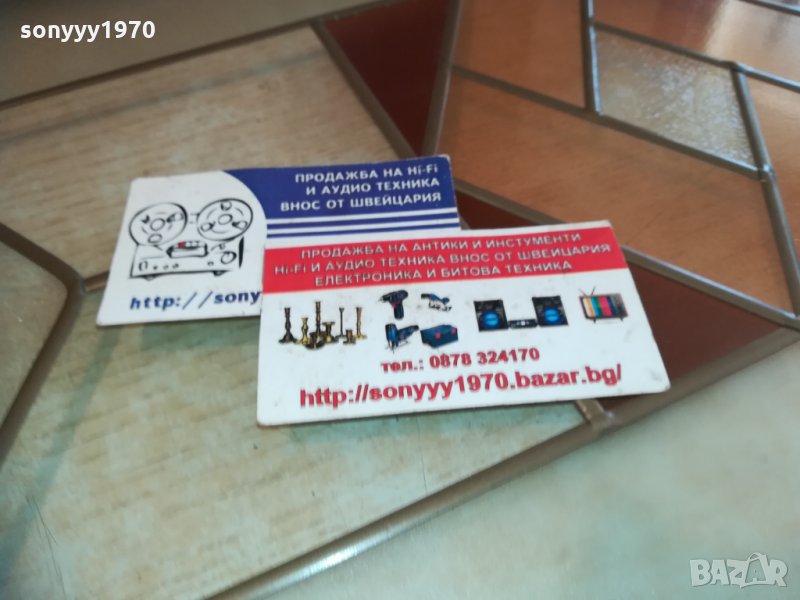 sonyyy1970
ПРОДАЖБА НА Hi-Fi
И АУДИО ТЕХНИКА
ВНОС ОТ ШВЕЙЦАРИЯ
http://sony
ПРОДАЖБА НА АНТИКИ И ИНСТУМЕНТИ
Hi-Fi И АУДИО ТЕХНИКА ВНОС ОТ ШВЕЙЦАРИЯ
ЕЛЕКТРОНИКА И БИТОВА ТЕХНИКА
тел.: 0878 324170
http://sonyyy1970.bazar.bg/
BAZAR